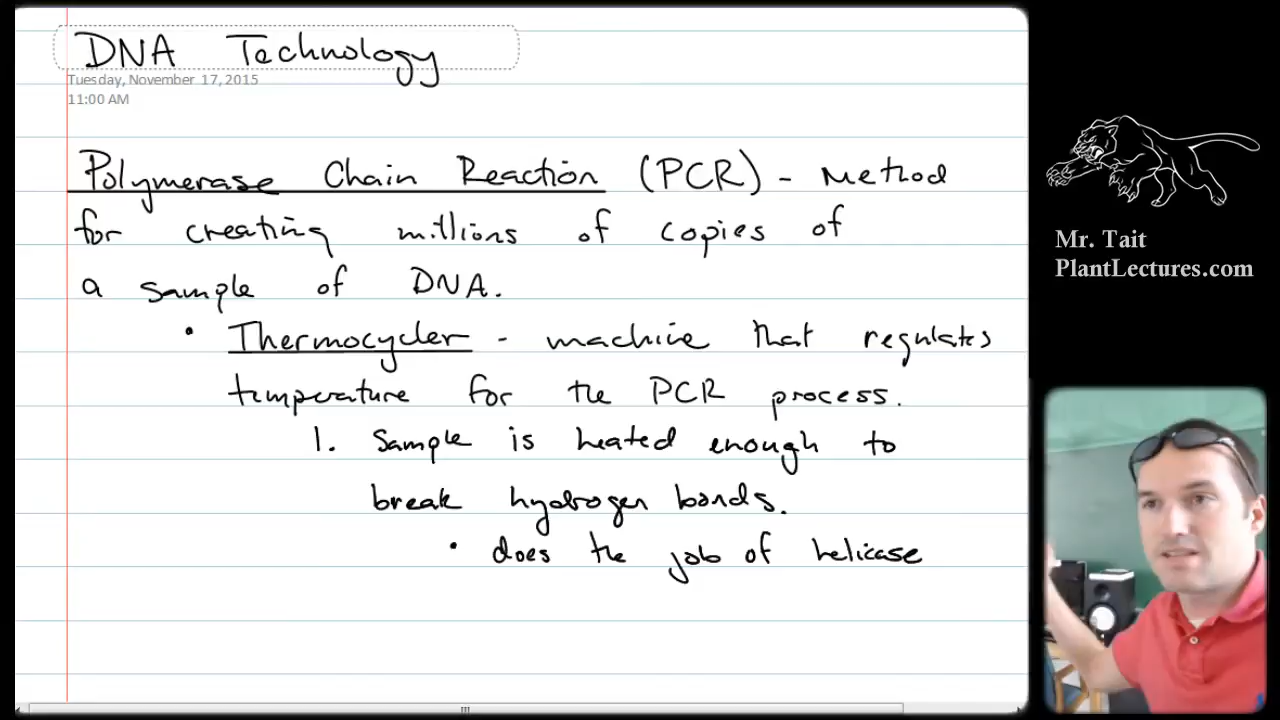 DNA Technology
Tuesday, November 17, 2015
11:00 AM
Polymerase Chain Reaction (PCR) - Method
for creating millions of copies of
a sample of DNA.
• Thermocycler - machine that regulates
temperature for the PCR process.
1. Sample is heated enough to
break hydrogen bonds.
• does the job of helicase
Mr. Tait
PlantLectures.com